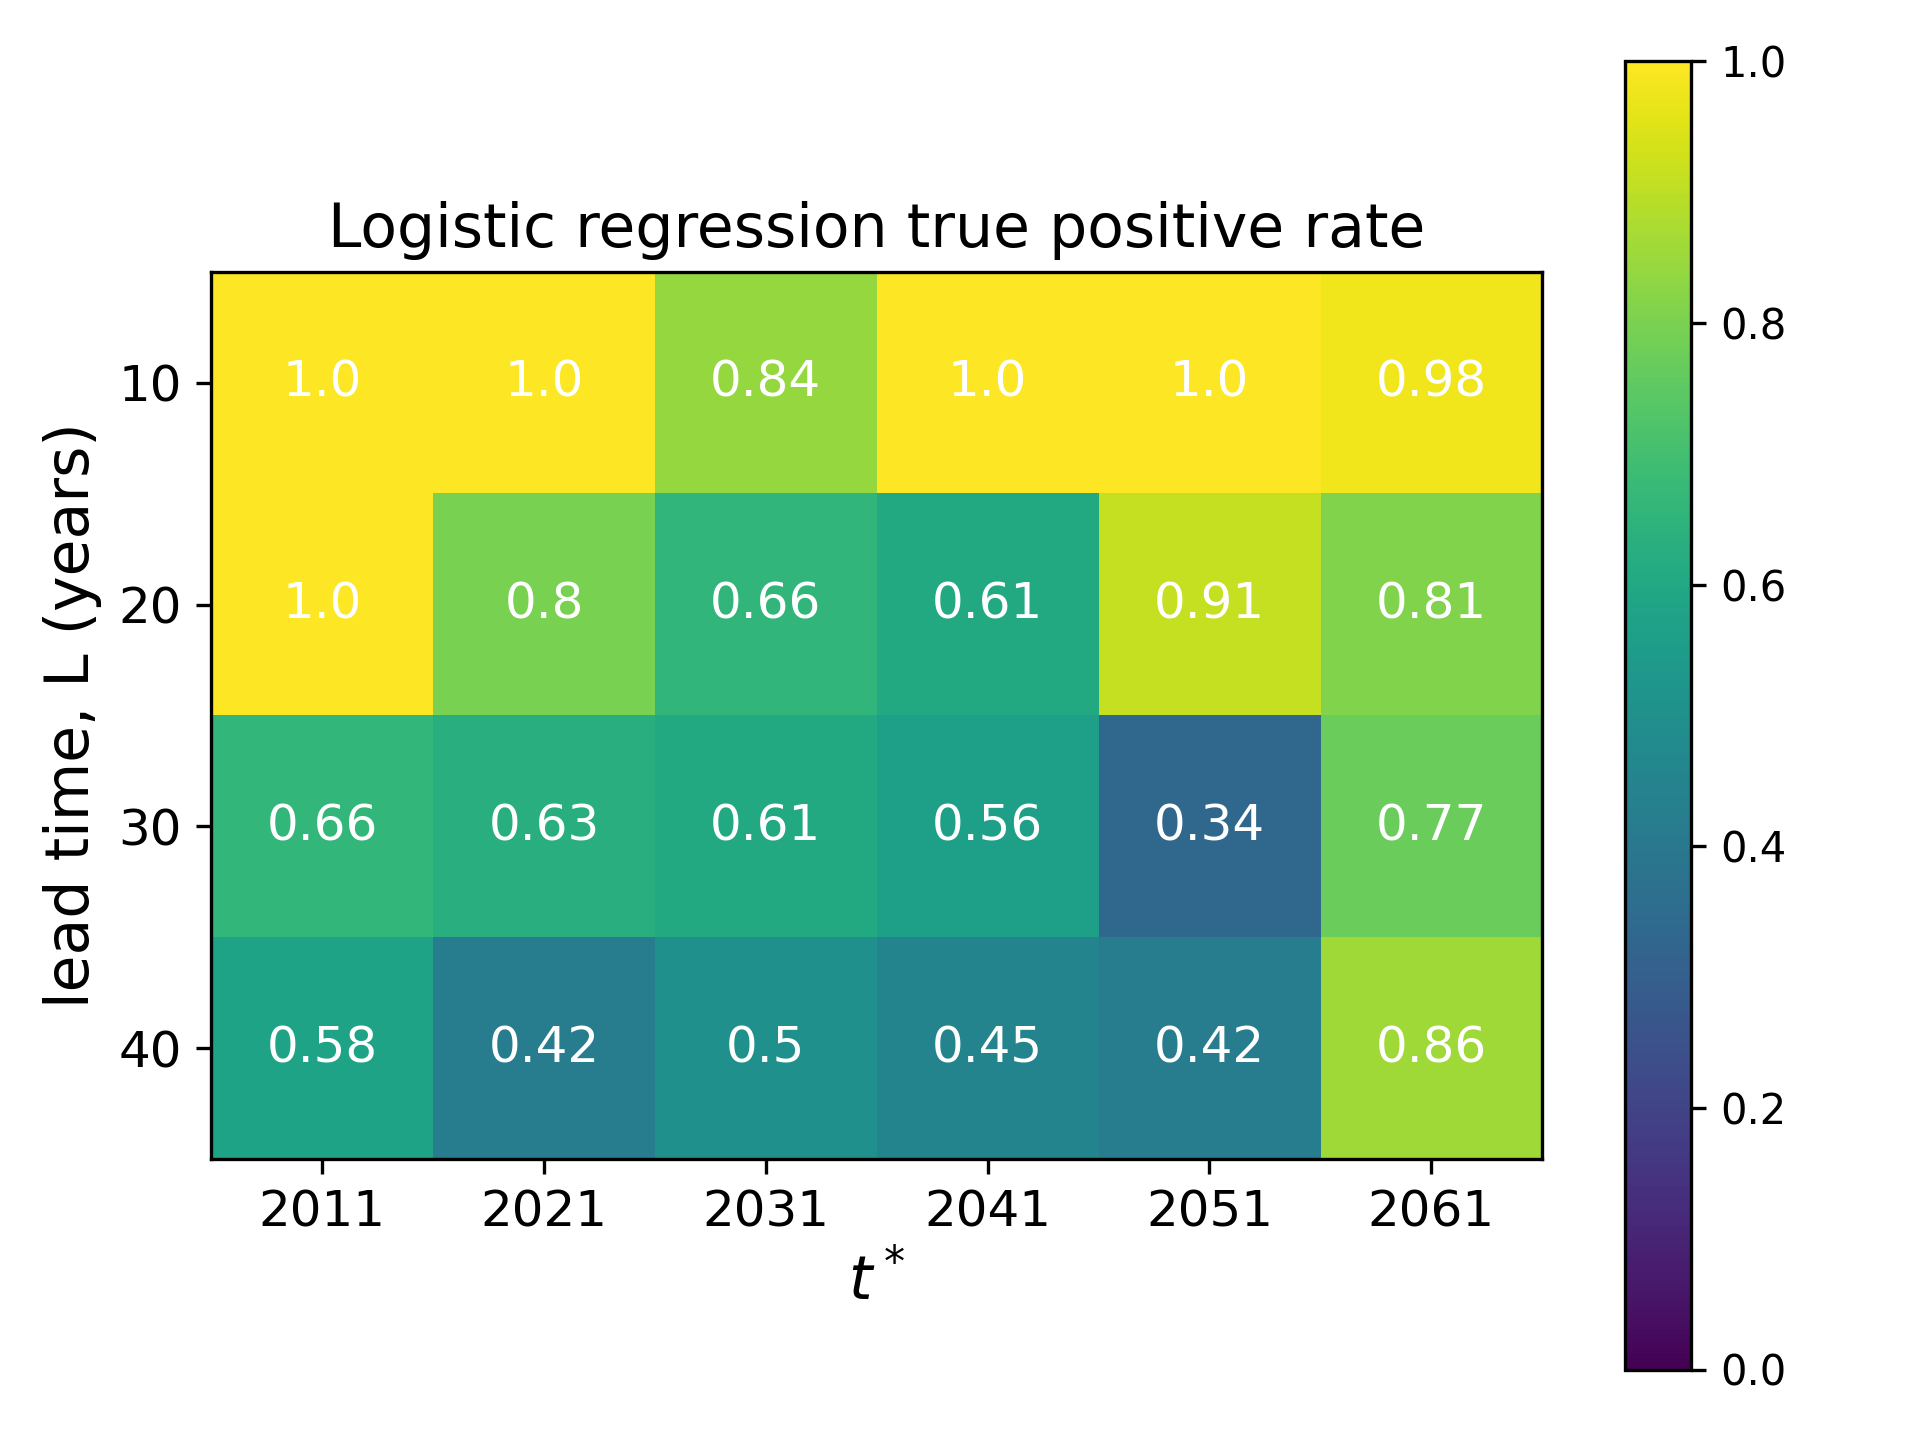 Logistic regression true positive rate
1.0
0.8
0.6
0.4
0.2
0.0
lead time, L (years)
10 1.0 1.0 0.84 1.0 1.0 0.98
20 1.0 0.8 0.66 0.61 0.91 0.81
30 0.66 0.63 0.61 0.56 0.34 0.77
40 0.58 0.42 0.5 0.45 0.42 0.86
2011 2021 2031 2041 2051 2061
t*